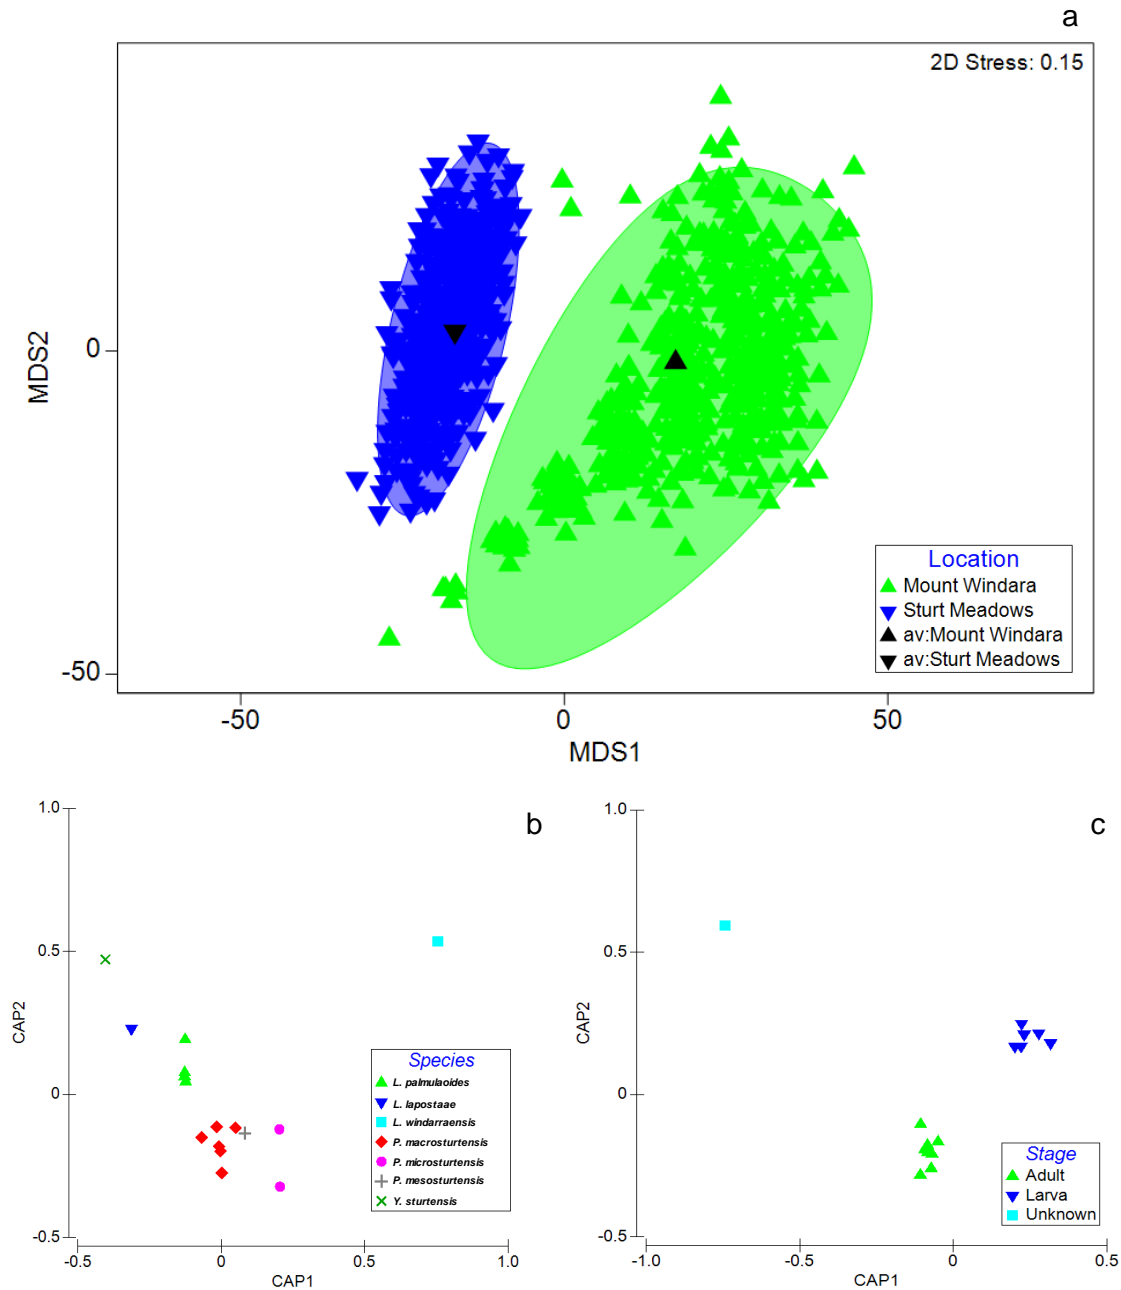 a
2D Stress: 0.15
MDS2
0
-50
Location
Mount Windara
Sturt Meadows
av:Mount Windara
av:Sturt Meadows
-50
0
50
MDS1
b
1.0
0.5
0
-0.5
CAP2
Species
L. palmulaoides
L. lapostaae
L. windarraensis
P. macrosturtensis
P. microsturtensis
P. mesosturtensis
Y. sturtensis
-0.5
0
0.5
1.0
CAP1
c
1.0
0.5
0
-0.5
CAP2
Stage
Adult
Larva
Unknown
-1.0
-0.5
0
0.5
CAP1